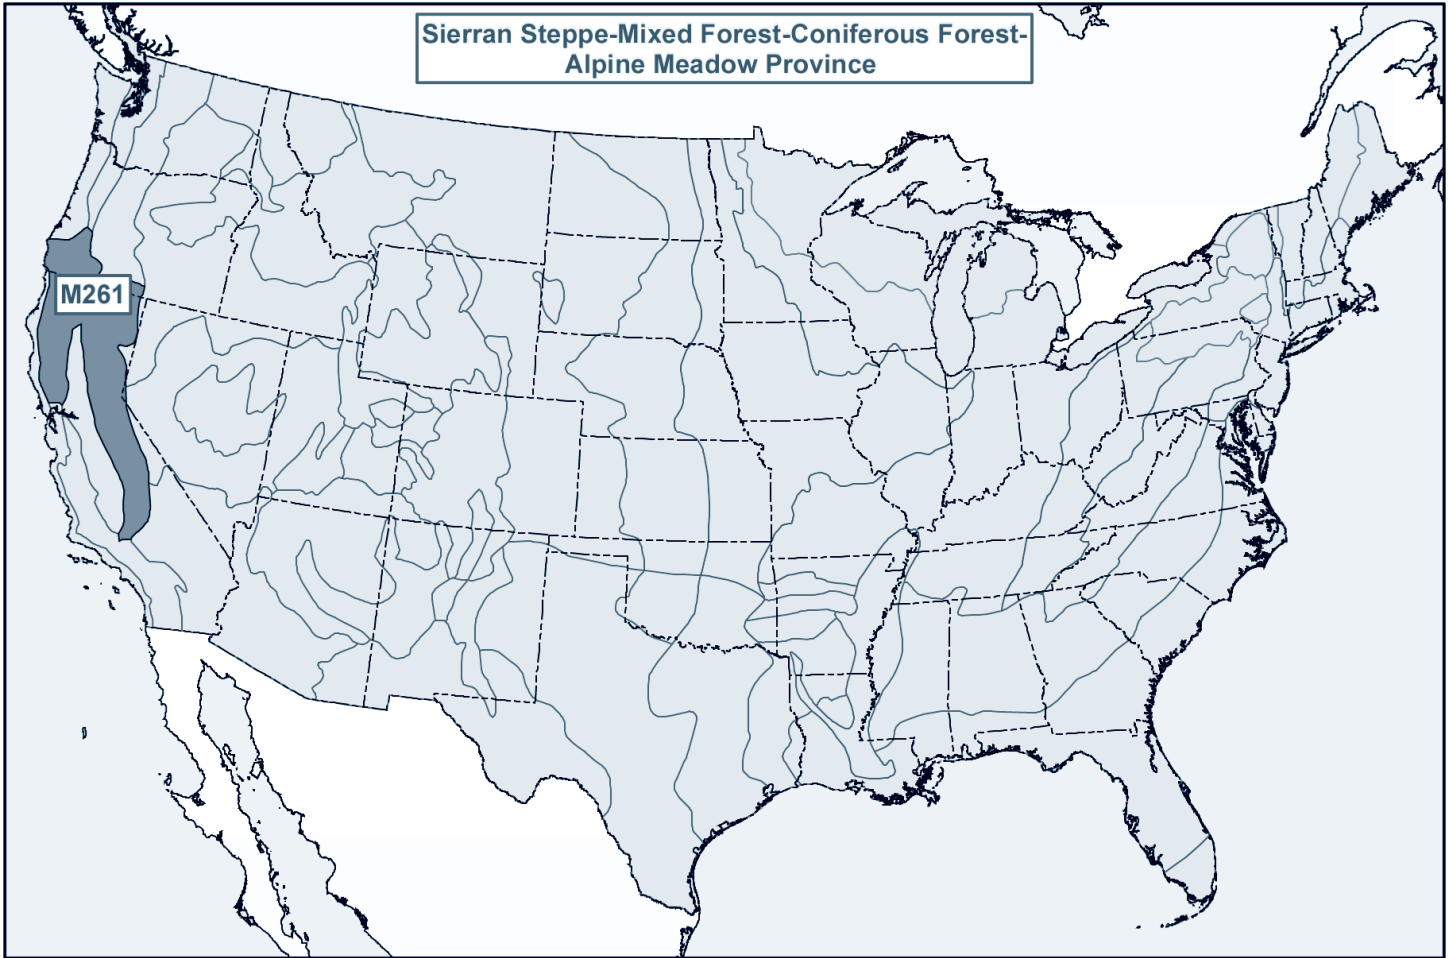 Sierran Steppe-Mixed Forest-Coniferous Forest-
Alpine Meadow Province
M261